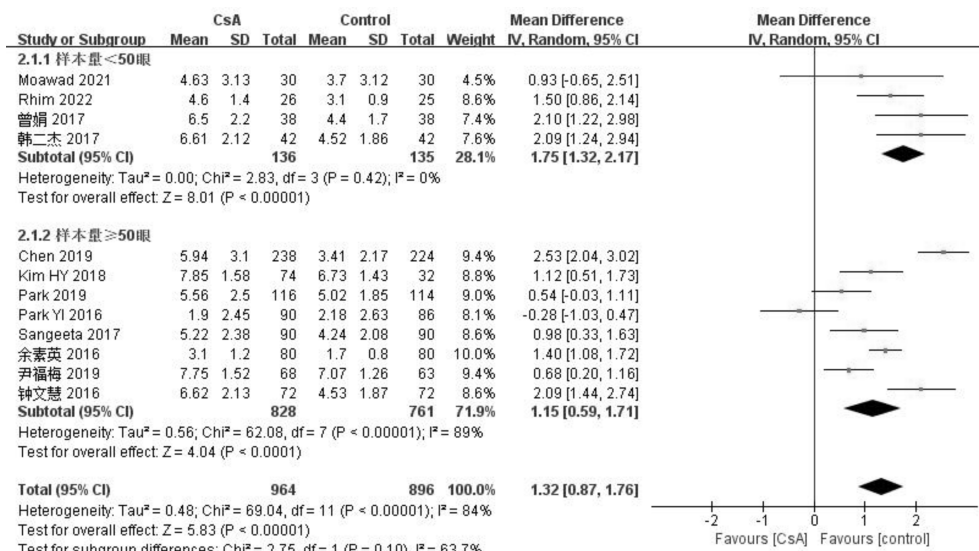 CsA Control Mean Difference Mean Difference
Study or Subgroup Mean SD Total Mean SD Total Weight IV, Random, 95% CI IV, Random, 95% CI
2.1.1 样本量＜50眼
Moawad 2021 4.63 3.13 30 3.7 3.12 30 4.5% 0.93 [-0.65, 2.51]
Rhim 2022 4.6 1.4 26 3.1 0.9 25 8.6% 1.50 [0.86, 2.14]
曾娟 2017 6.5 2.2 38 4.4 1.7 38 7.4% 2.10 [1.22, 2.98]
韩二杰 2017 6.61 2.12 42 4.52 1.86 42 7.6% 2.09 [1.24, 2.94]
Subtotal (95% CI) 136 135 28.1% 1.75 [1.32, 2.17]
Heterogeneity: Tau² = 0.00; Chi² = 2.83, df = 3 (P = 0.42); I² = 0%
Test for overall effect: Z = 8.01 (P < 0.00001)
2.1.2 样本量≥50眼
Chen 2019 5.94 3.1 238 3.41 2.17 224 9.4% 2.53 [2.04, 3.02]
Kim HY 2018 7.85 1.58 74 6.73 1.43 32 8.8% 1.12 [0.51, 1.73]
Park 2019 5.56 2.5 116 5.02 1.85 114 9.0% 0.54 [-0.03, 1.11]
Park YI 2016 1.9 2.45 90 2.18 2.63 86 8.1% -0.28 [-1.03, 0.47]
Sangeeta 2017 5.22 2.38 90 4.24 2.08 90 8.6% 0.98 [0.33, 1.63]
余素英 2016 3.1 1.2 80 1.7 0.8 80 10.0% 1.40 [1.08, 1.72]
尹福梅 2019 7.75 1.52 68 7.07 1.26 63 9.4% 0.68 [0.20, 1.16]
钟文慧 2016 6.62 2.13 72 4.53 1.87 72 8.6% 2.09 [1.44, 2.74]
Subtotal (95% CI) 828 761 71.9% 1.15 [0.59, 1.71]
Heterogeneity: Tau² = 0.56; Chi² = 62.08, df = 7 (P < 0.00001); I² = 89%
Test for overall effect: Z = 4.04 (P < 0.0001)
Total (95% CI) 964 896 100.0% 1.32 [0.87, 1.76]
Heterogeneity: Tau² = 0.48; Chi² = 69.04, df = 11 (P < 0.00001); I² = 84%
Test for overall effect: Z = 5.83 (P < 0.00001)
Test for subgroup differences: Chi² = 2.75, df = 1 (P = 0.10), I² = 63.7%
-2 -1 0 1 2
Favours [CsA] Favours [control]